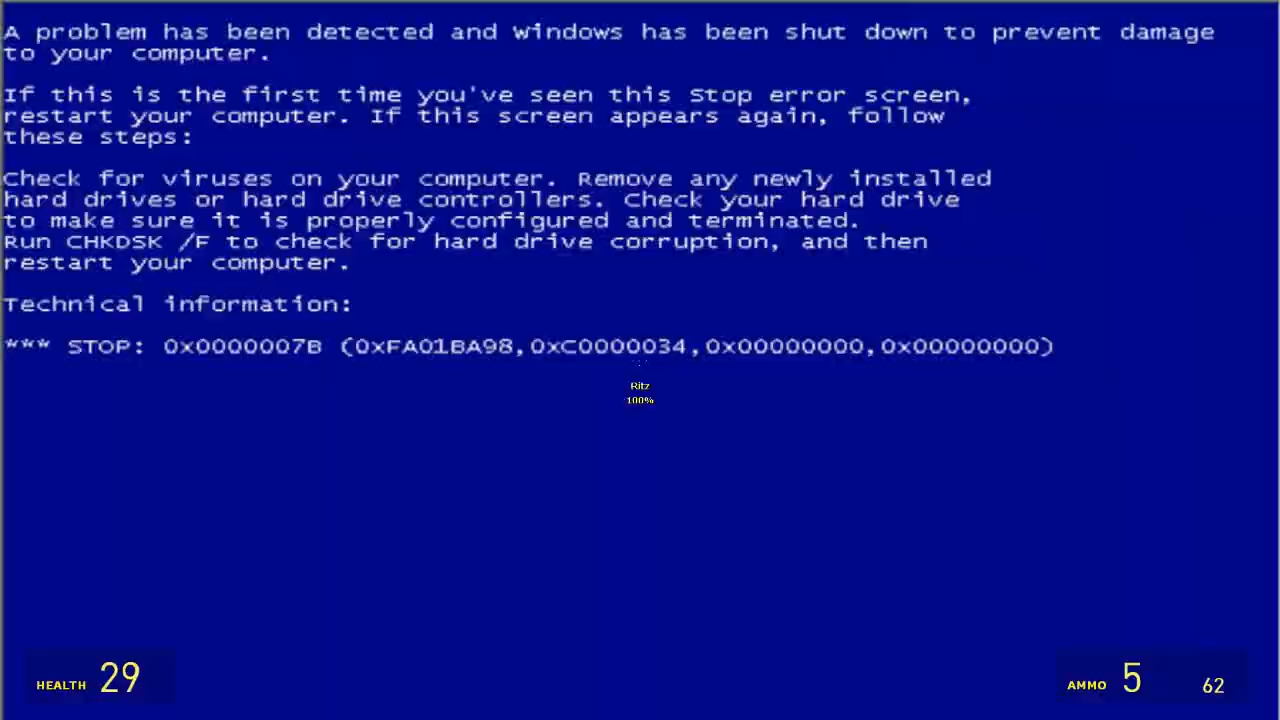 A problem has been detected and Windows has been shut down to prevent damage
to your computer.
If this is the first time you've seen this Stop error screen,
restart your computer. If this screen appears again, follow
these steps:
Check for viruses on your computer. Remove any newly installed
hard drives or hard drive controllers. Check your hard drive
to make sure it is properly configured and terminated.
Run CHKDSK /F to check for hard drive corruption, and then
restart your computer.
Technical information:
*** STOP: 0x0000007B (0xFA01BA98,0xC0000034,0x00000000,0x00000000)
Ritz
100%
HEALTH 29
AMMO 5 62